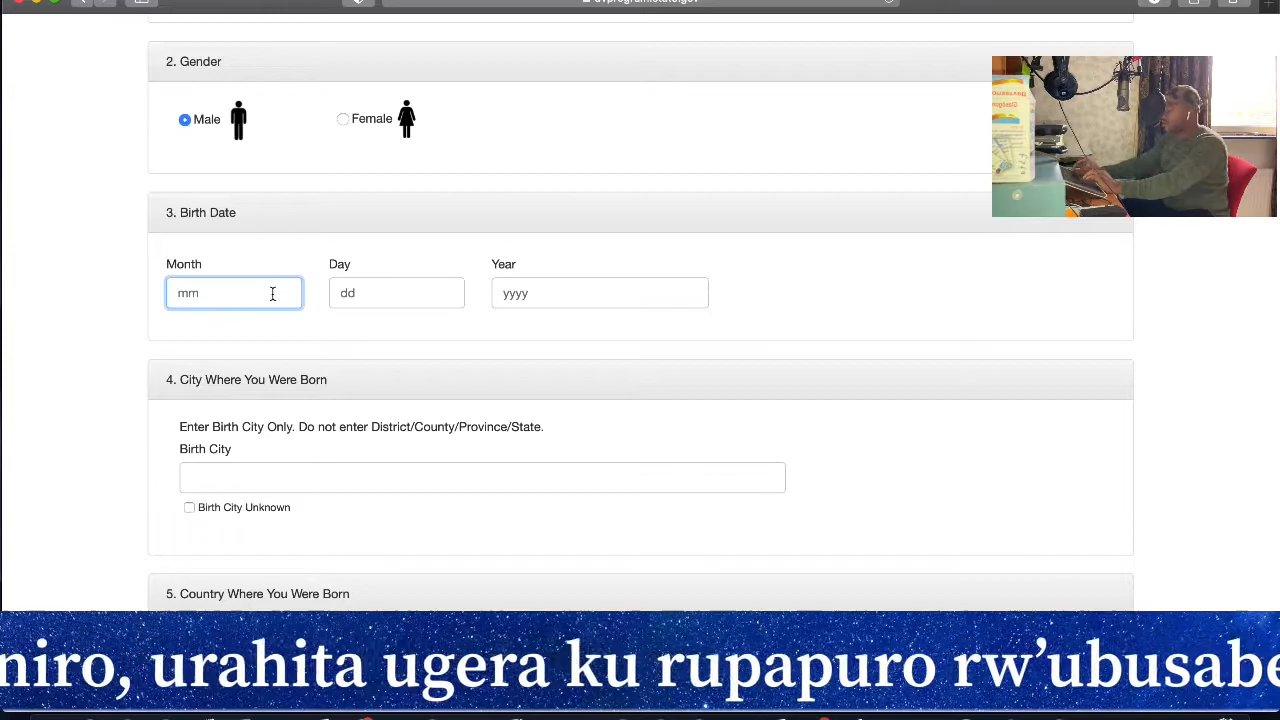 2. Gender
Male
Female
3. Birth Date
Month Day Year
mm dd yyyy
4. City Where You Were Born
Enter Birth City Only. Do not enter District/County/Province/State.
Birth City
Birth City Unknown
5. Country Where You Were Born
niro, urahita ugera ku rupapuro rw’ubusabe